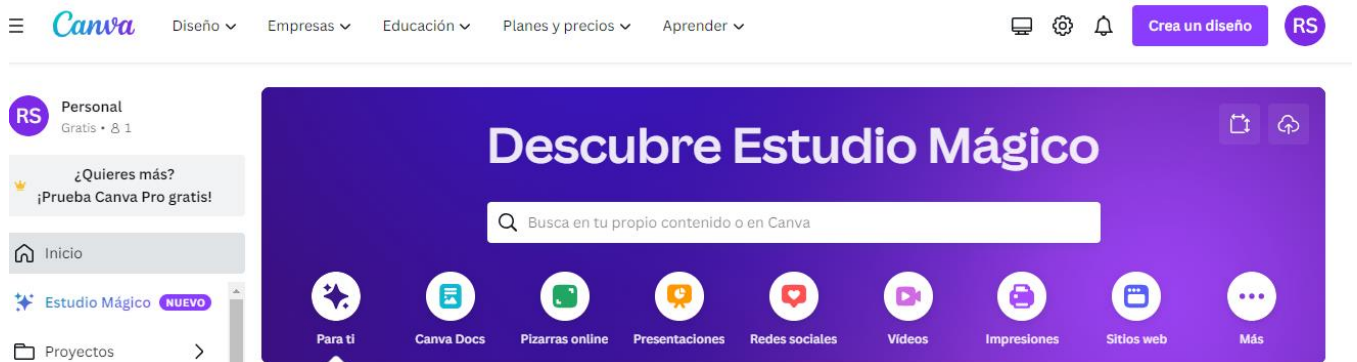 Canva
Diseño
Empresas
Educación
Planes y precios
Aprender
Crea un diseño
RS
RS
Personal
Gratis • 1
¿Quieres más?
¡Prueba Canva Pro gratis!
Inicio
Estudio Mágico NUEVO
Proyectos
Descubre Estudio Mágico
Busca en tu propio contenido o en Canva
Para ti
Canva Docs
Pizarras online
Presentaciones
Redes sociales
Vídeos
Impresiones
Sitios web
Más